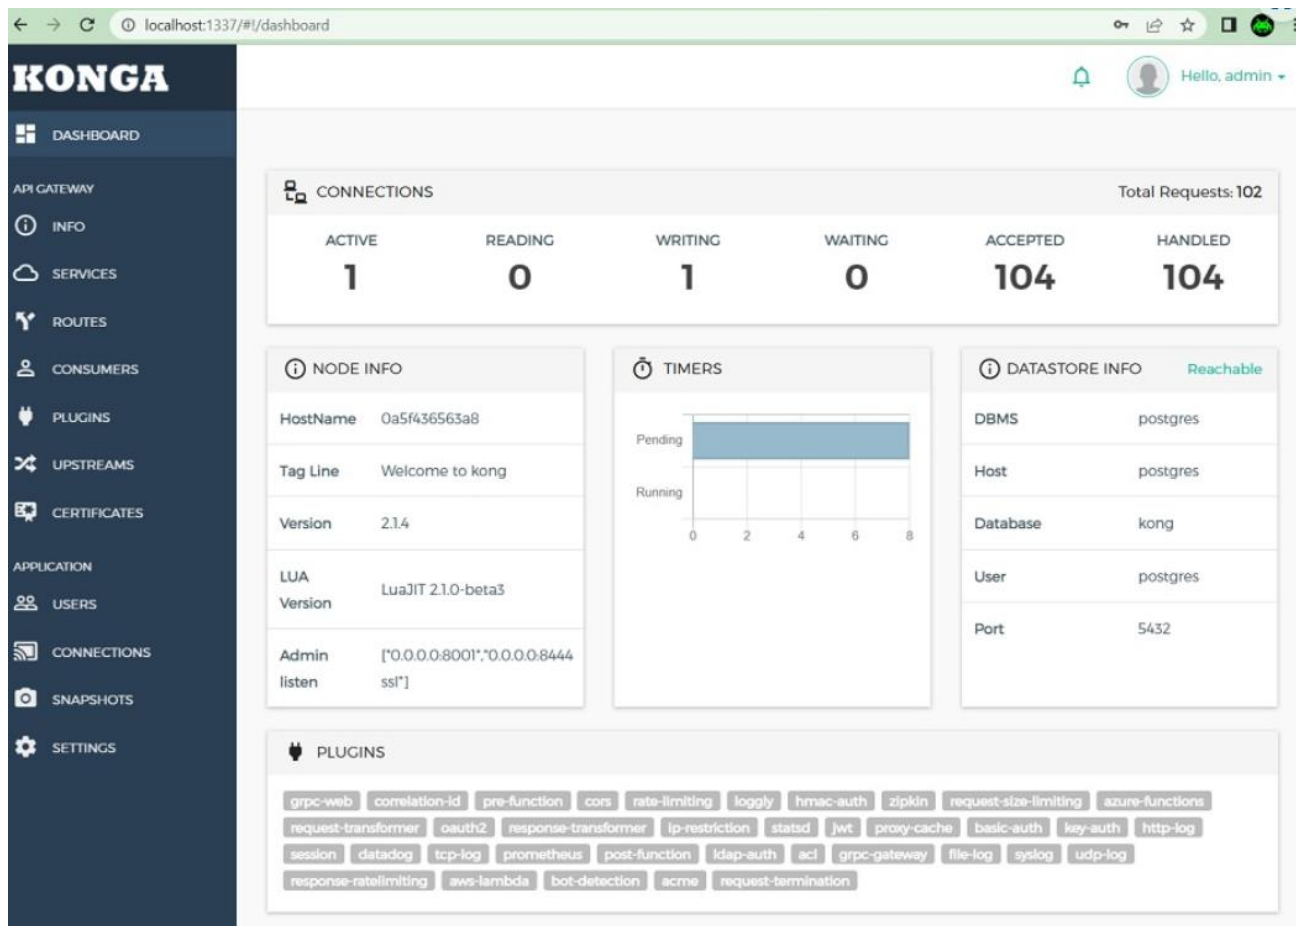 localhost:1337/#!/dashboard
KONGA
Hello, admin
DASHBOARD
API GATEWAY
INFO
SERVICES
ROUTES
CONSUMERS
PLUGINS
UPSTREAMS
CERTIFICATES
APPLICATION
USERS
CONNECTIONS
SNAPSHOTS
SETTINGS
CONNECTIONS Total Requests: 102
ACTIVE READING WRITING WAITING ACCEPTED HANDLED
1 0 1 0 104 104
NODE INFO
HostName 0a5f436563a8
Tag Line Welcome to kong
Version 2.1.4
LUA
Version
LuaJIT 2.1.0-beta3
Admin
listen
["0.0.0.0:8001","0.0.0.0:8444
ssl"]
TIMERS
Pending
Running
0 2 4 6 8
DATASTORE INFO Reachable
DBMS postgres
Host postgres
Database kong
User postgres
Port 5432
PLUGINS
grpc-web correlation-id pre-function cors rate-limiting loggly hmac-auth zipkin request-size-limiting azure-functions
request-transformer oauth2 response-transformer ip-restriction statsd jwt proxy-cache basic-auth key-auth http-log
session datadog tcp-log prometheus post-function ldap-auth acl grpc-gateway file-log syslog udp-log
response-ratelimiting aws-lambda bot-detection acme request-termination